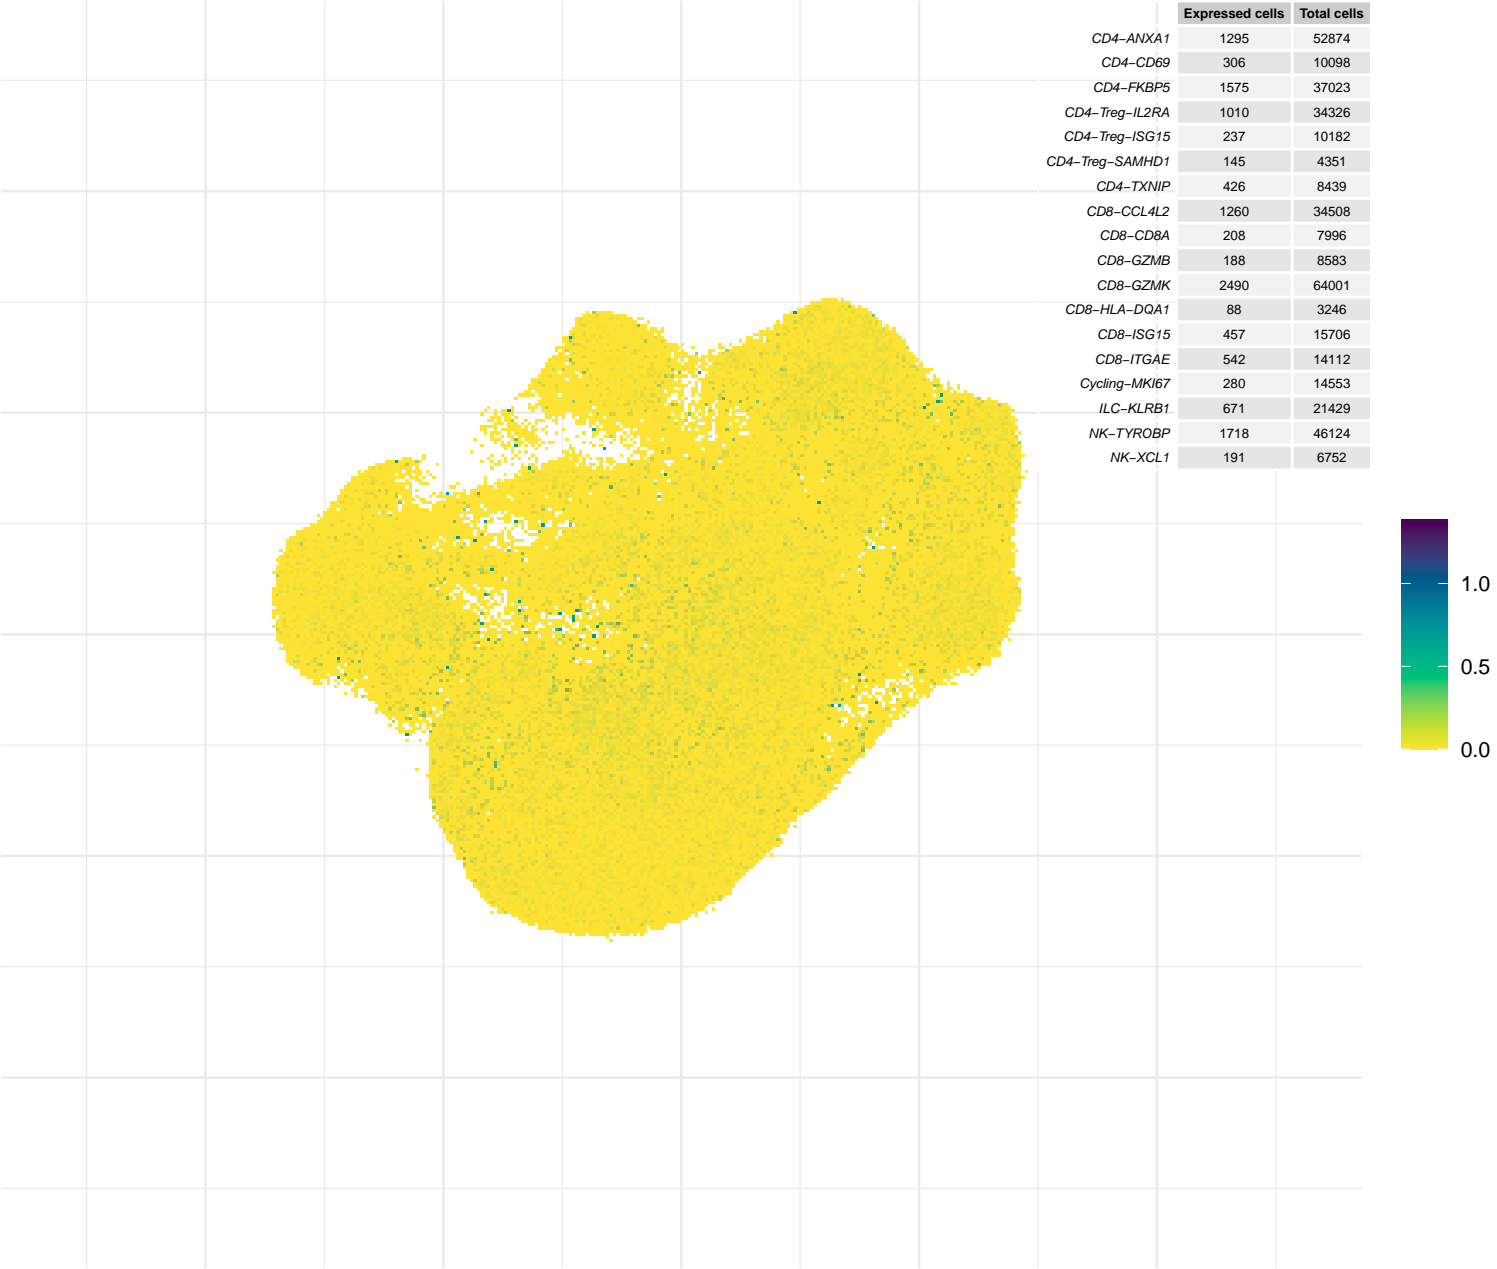 Expressed cells Total cells
CD4−ANXA1 1295 52874
CD4−CD69 306 10098
CD4−FKBP5 1575 37023
CD4−Treg−IL2RA 1010 34326
CD4−Treg−ISG15 237 10182
CD4−Treg−SAMHD1 145 4351
CD4−TXNIP 426 8439
CD8−CCL4L2 1260 34508
CD8−CD8A 208 7996
CD8−GZMB 188 8583
CD8−GZMK 2490 64001
CD8−HLA−DQA1 88 3246
CD8−ISG15 457 15706
CD8−ITGAE 542 14112
Cycling−MKI67 280 14553
ILC−KLRB1 671 21429
NK−TYROBP 1718 46124
NK−XCL1 191 6752
1.0
0.5
0.0